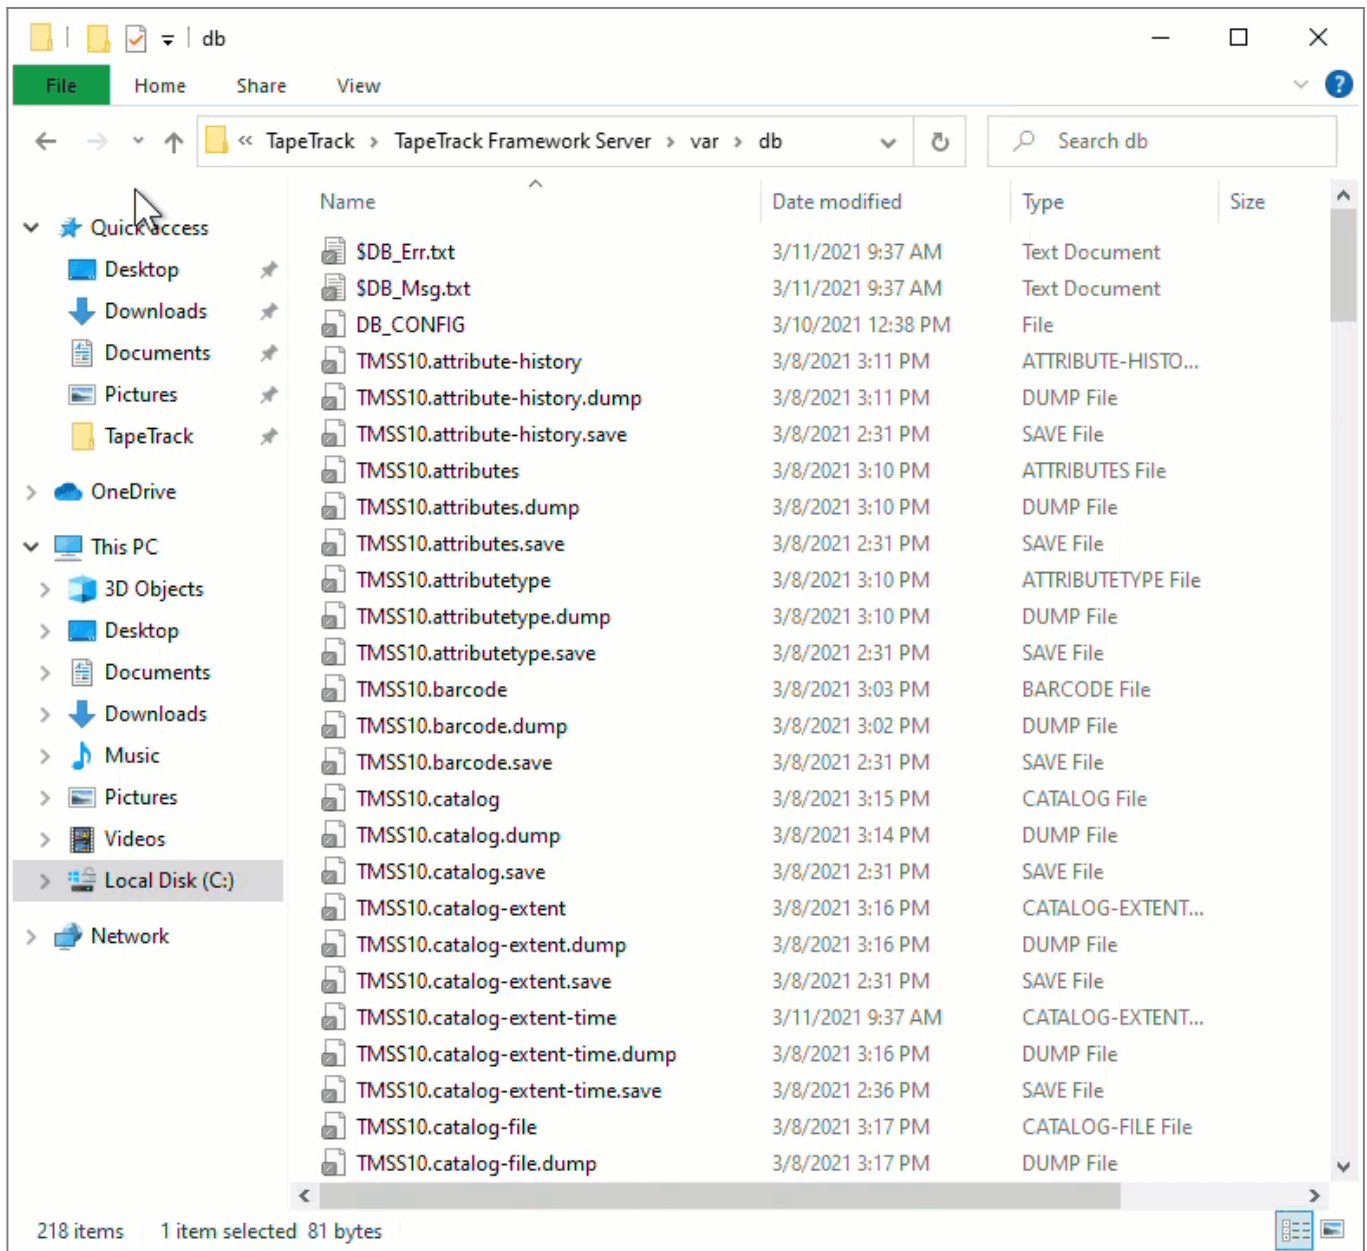 db
File Home Share View
« TapeTrack > TapeTrack Framework Server > var > db Search db
Name Date modified Type Size
Quick access
Desktop
Downloads
Documents
Pictures
TapeTrack
OneDrive
This PC
3D Objects
Desktop
Documents
Downloads
Music
Pictures
Videos
Local Disk (C:)
Network
$DB_Err.txt 3/11/2021 9:37 AM Text Document
$DB_Msg.txt 3/11/2021 9:37 AM Text Document
DB_CONFIG 3/10/2021 12:38 PM File
TMSS10.attribute-history 3/8/2021 3:11 PM ATTRIBUTE-HISTO...
TMSS10.attribute-history.dump 3/8/2021 3:11 PM DUMP File
TMSS10.attribute-history.save 3/8/2021 2:31 PM SAVE File
TMSS10.attributes 3/8/2021 3:10 PM ATTRIBUTES File
TMSS10.attributes.dump 3/8/2021 3:10 PM DUMP File
TMSS10.attributes.save 3/8/2021 2:31 PM SAVE File
TMSS10.attributetype 3/8/2021 3:10 PM ATTRIBUTETYPE File
TMSS10.attributetype.dump 3/8/2021 3:10 PM DUMP File
TMSS10.attributetype.save 3/8/2021 2:31 PM SAVE File
TMSS10.barcode 3/8/2021 3:03 PM BARCODE File
TMSS10.barcode.dump 3/8/2021 3:02 PM DUMP File
TMSS10.barcode.save 3/8/2021 2:31 PM SAVE File
TMSS10.catalog 3/8/2021 3:15 PM CATALOG File
TMSS10.catalog.dump 3/8/2021 3:14 PM DUMP File
TMSS10.catalog.save 3/8/2021 2:31 PM SAVE File
TMSS10.catalog-extent 3/8/2021 3:16 PM CATALOG-EXTENT...
TMSS10.catalog-extent.dump 3/8/2021 3:16 PM DUMP File
TMSS10.catalog-extent.save 3/8/2021 2:31 PM SAVE File
TMSS10.catalog-extent-time 3/11/2021 9:37 AM CATALOG-EXTENT...
TMSS10.catalog-extent-time.dump 3/8/2021 3:16 PM DUMP File
TMSS10.catalog-extent-time.save 3/8/2021 2:36 PM SAVE File
TMSS10.catalog-file 3/8/2021 3:17 PM CATALOG-FILE File
TMSS10.catalog-file.dump 3/8/2021 3:17 PM DUMP File
218 items 1 item selected 81 bytes